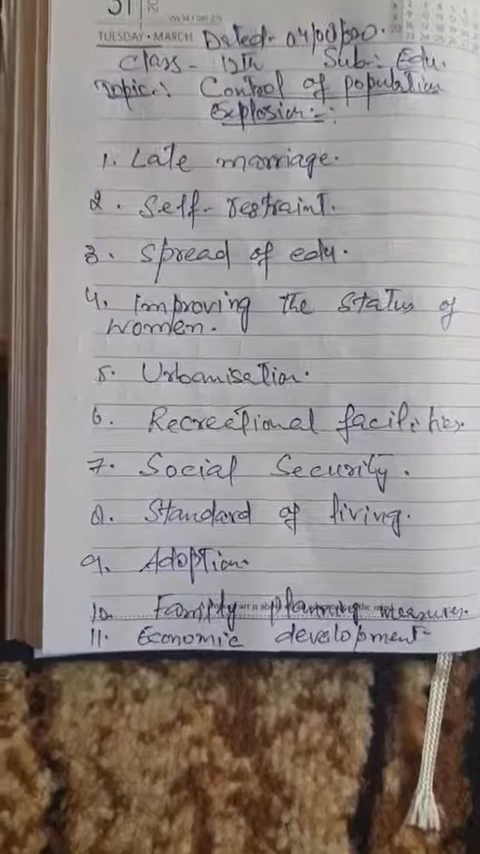 31
TUESDAY • MARCH Dated-
Class - 12th Sub:- Edu.
Topic:: Control of population
Explosion:-:
1. Late marriage.
2. Self-restraint.
3. Spread of edu.
4. Improving the status of
women.
5. Urbanisation.
6. Recreational facilities.
7. Social Security.
8. Standard of living.
9. Adoption.
10. Family planning measures.
11. Economic development